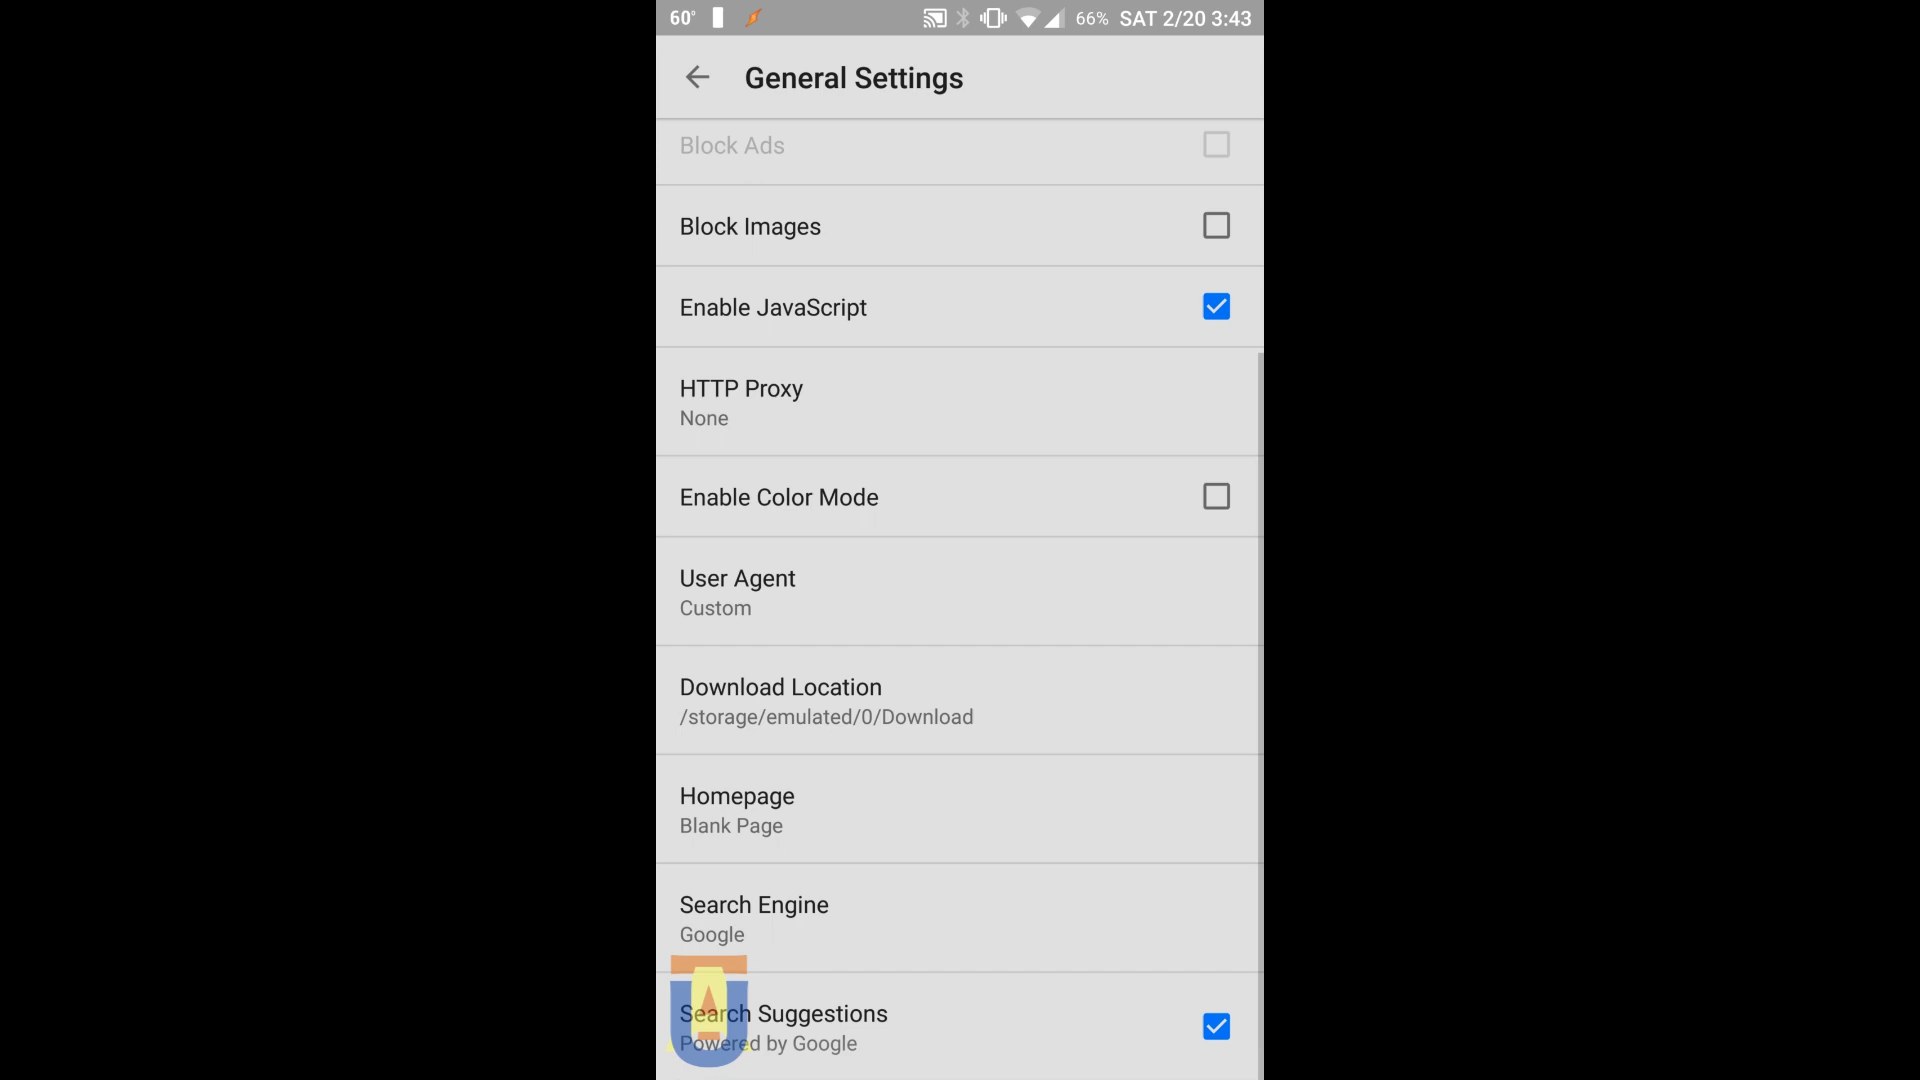 60°
66% SAT 2/20 3:43
General Settings
Block Ads
Block Images
Enable JavaScript
HTTP Proxy
None
Enable Color Mode
User Agent
Custom
Download Location
/storage/emulated/0/Download
Homepage
Blank Page
Search Engine
Google
Search Suggestions
Powered by Google